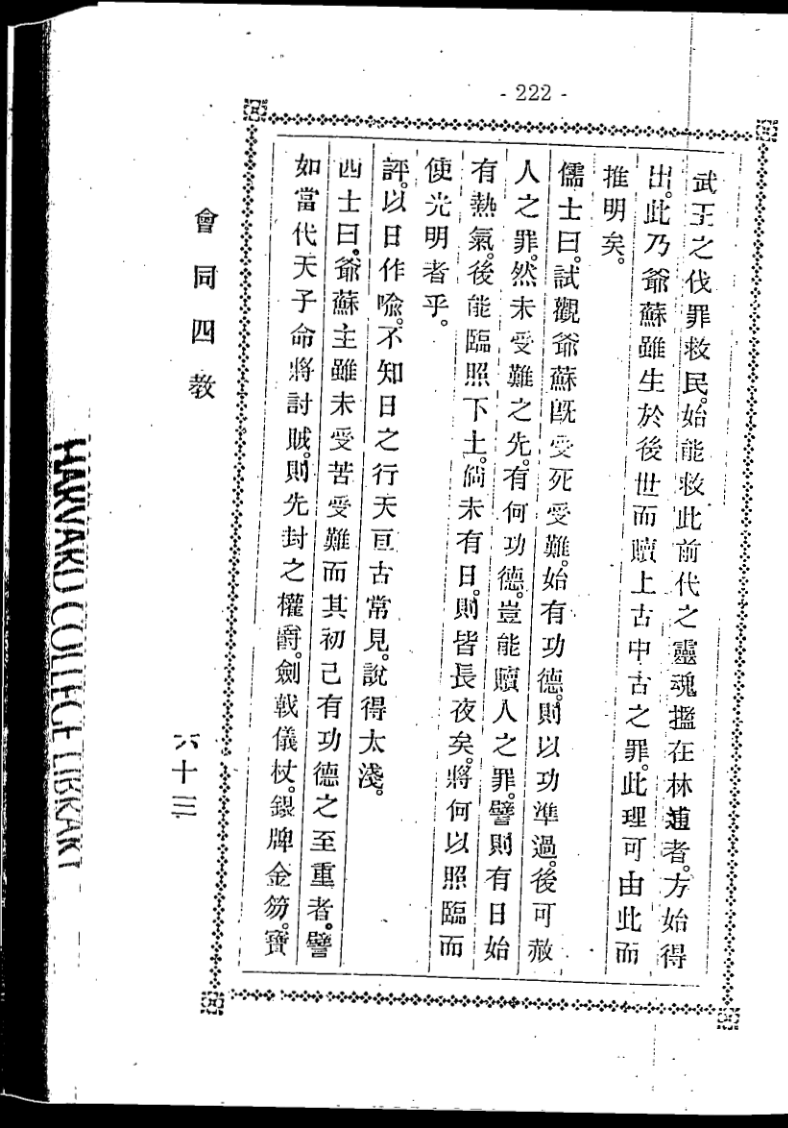 - 222 -
武王之伐罪救民。始能救此前代之靈魂搵在林逋者。方始得
出。此乃爺蘇雖生於後世而贖上古中古之罪。此理可由此而
推明矣。
儒士曰。試觀爺蘇旣受死受難。始有功德。則以功準過。後可赦
人之罪。然未受難之先。有何功德。豈能贖人之罪。譬則有日始
有熱氣。後能臨照下土。倘未有日。則皆長夜矣。將何以照臨而
使光明者乎。
評。以日作喩。不知日之行天亘古常見。說得太淺。
西士曰。爺蘇主雖未受苦受難而其初己有功德之至重者。譬
如當代天子命將討賊。則先封之權爵。劍戟儀杖。銀牌金笏。寶
會同四教
六十三
HARVARD COLLEGE LIBRARY